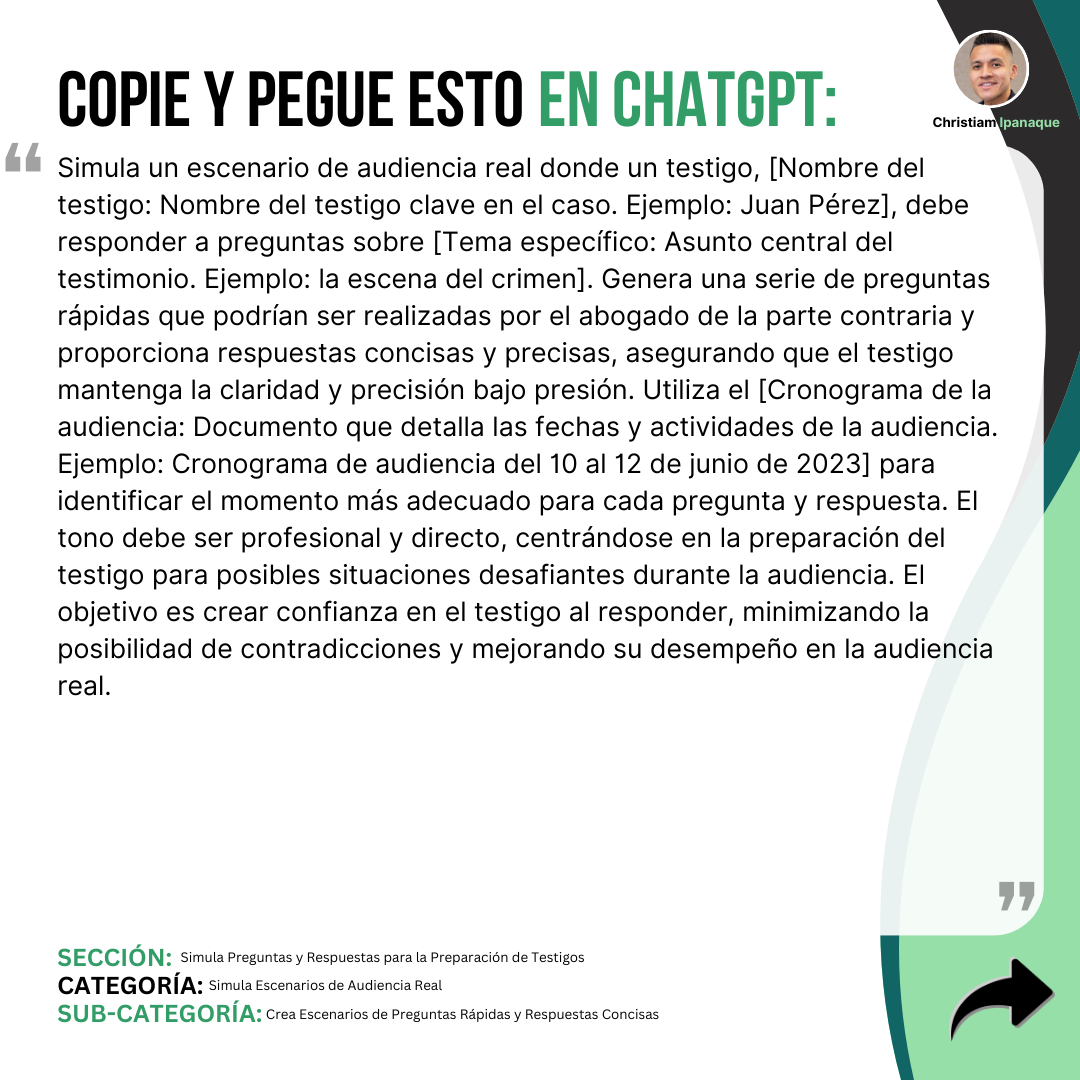 COPIE Y PEGUE ESTO EN CHATGPT:
Christiam Ipanaque
“
Simula un escenario de audiencia real donde un testigo, [Nombre del
testigo: Nombre del testigo clave en el caso. Ejemplo: Juan Pérez], debe
responder a preguntas sobre [Tema específico: Asunto central del
testimonio. Ejemplo: la escena del crimen]. Genera una serie de preguntas
rápidas que podrían ser realizadas por el abogado de la parte contraria y
proporciona respuestas concisas y precisas, asegurando que el testigo
mantenga la claridad y precisión bajo presión. Utiliza el [Cronograma de la
audiencia: Documento que detalla las fechas y actividades de la audiencia.
Ejemplo: Cronograma de audiencia del 10 al 12 de junio de 2023] para
identificar el momento más adecuado para cada pregunta y respuesta. El
tono debe ser profesional y directo, centrándose en la preparación del
testigo para posibles situaciones desafiantes durante la audiencia. El
objetivo es crear confianza en el testigo al responder, minimizando la
posibilidad de contradicciones y mejorando su desempeño en la audiencia
real.
”
SECCIÓN: Simula Preguntas y Respuestas para la Preparación de Testigos
CATEGORÍA: Simula Escenarios de Audiencia Real
SUB-CATEGORÍA: Crea Escenarios de Preguntas Rápidas y Respuestas Concisas